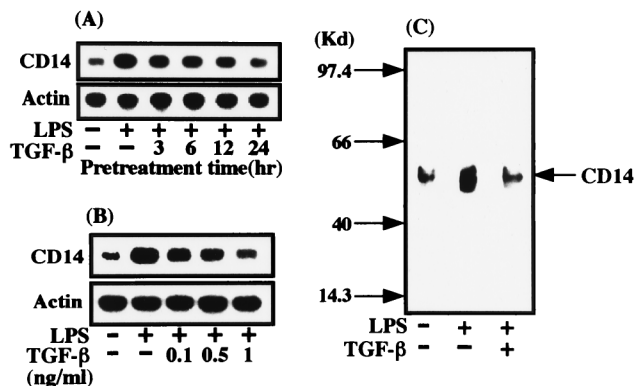 (A)
CD14
Actin
LPS – + + + + +
TGF-β – – 3 6 12 24
Pretreatment time(hr)
(B)
CD14
Actin
LPS – + + + +
TGF-β – – 0.1 0.5 1
(ng/ml)
(C)
(Kd)
97.4
66
CD14
40
14.3
LPS – + +
TGF-β – – +